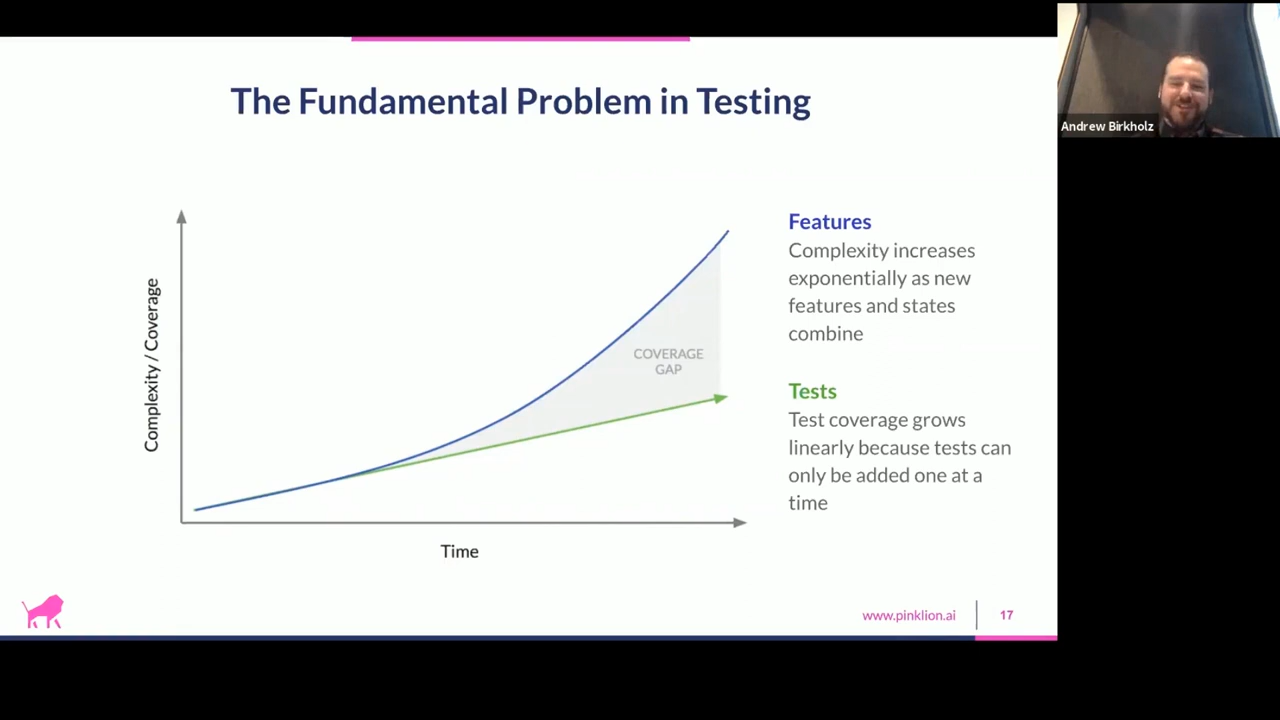 The Fundamental Problem in Testing
Andrew Birkholz
Complexity / Coverage
COVERAGE
GAP
Time
Features
Complexity increases
exponentially as new
features and states
combine
Tests
Test coverage grows
linearly because tests can
only be added one at a
time
www.pinklion.ai
17